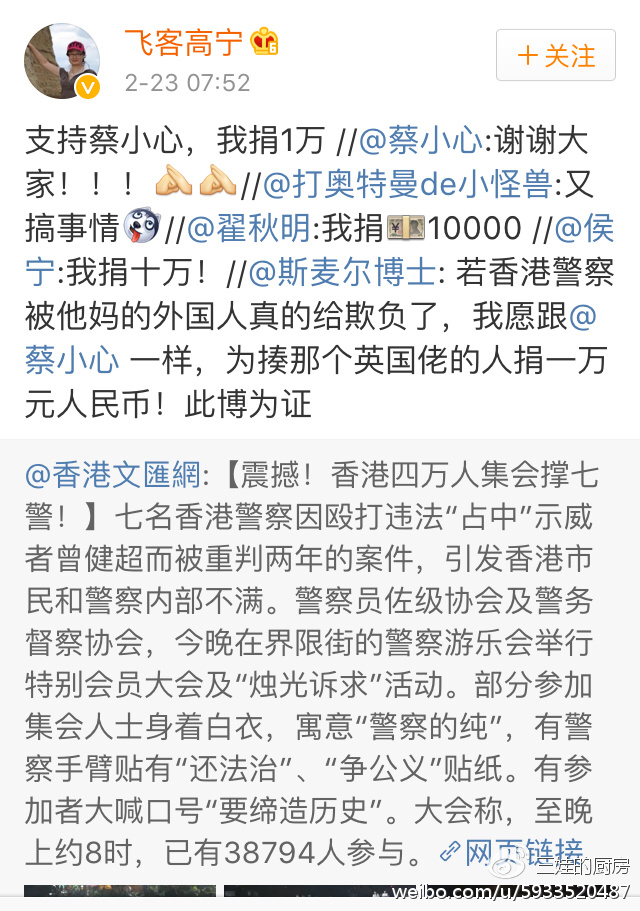 飞客高宁
2-23 07:52
+关注
支持蔡小心，我捐1万 //@蔡小心:谢谢大
家！！！//@打奥特曼de小怪兽:又
搞事情//@翟秋明:我捐10000 //@侯
宁:我捐十万！//@斯麦尔博士: 若香港警察
被他妈的外国人真的给欺负了，我愿跟@
蔡小心 一样，为揍那个英国佬的人捐一万
元人民币！此博为证
@香港文匯網:【震撼！香港四万人集会撑七
警！】七名香港警察因殴打违法“占中”示威
者曾健超而被重判两年的案件，引发香港市
民和警察内部不满。警察员佐级协会及警务
督察协会，今晚在界限街的警察游乐会举行
特别会员大会及“烛光诉求”活动。部分参加
集会人士身着白衣，寓意“警察的纯”，有警
察手臂贴有“还法治”、“争公义”贴纸。有参
加者大喊口号“要缔造历史”。大会称，至晚
上约8时，已有38794人参与。网页链接
二娃的厨房
weibo.com/u/5933520487